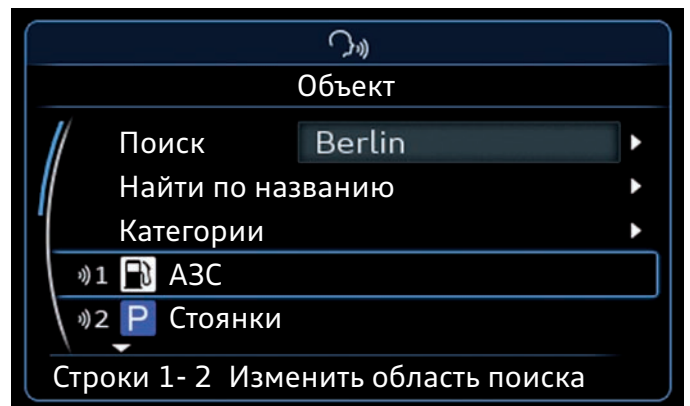 Объект
Поиск Berlin
Найти по названию
Категории
1 АЗС
2 P Стоянки
Строки 1- 2 Изменить область поиска